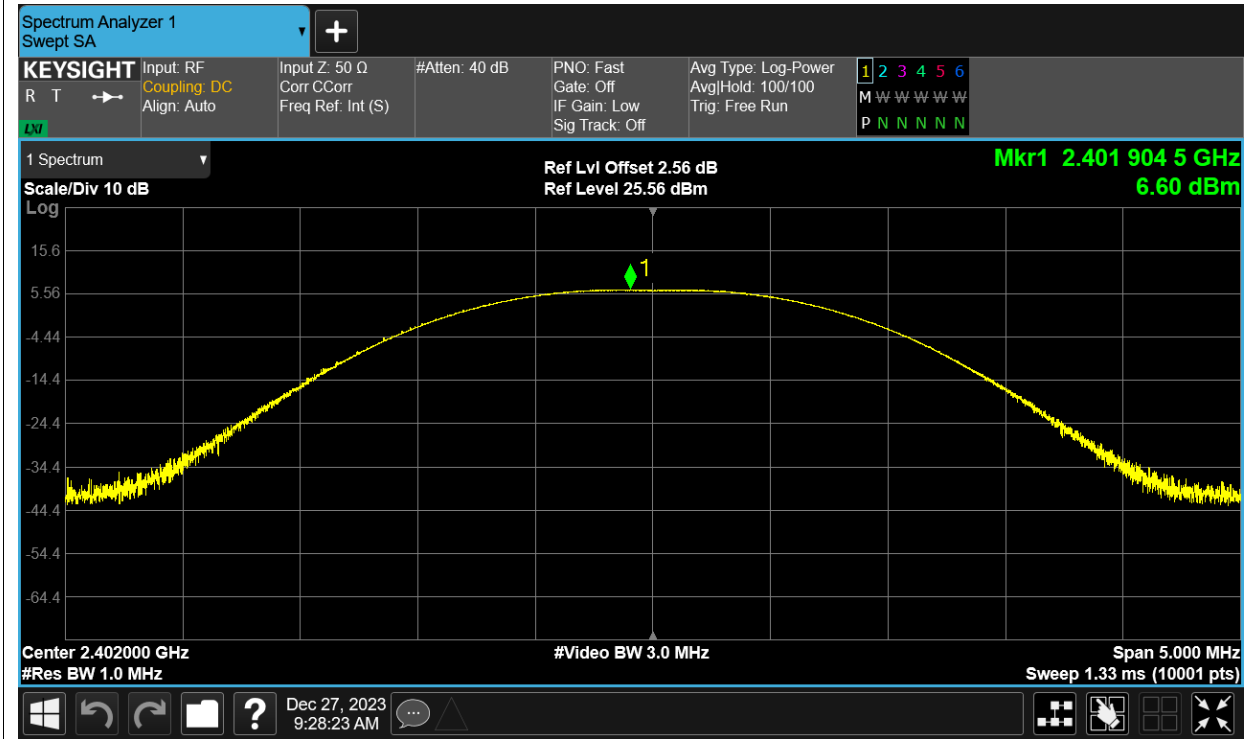 Spectrum Analyzer 1
Swept SA
+
KEYSIGHT
R T
LXI
Input: RF
Coupling: DC
Align: Auto
Input Z: 50 Ω
Corr CCorr
Freq Ref: Int (S)
#Atten: 40 dB
PNO: Fast
Gate: Off
IF Gain: Low
Sig Track: Off
Avg Type: Log-Power
Avg|Hold: 100/100
Trig: Free Run
1 2 3 4 5 6
M W W W W W
P N N N N N
1 Spectrum
Scale/Div 10 dB
Log
Ref Lvl Offset 2.56 dB
Ref Level 25.56 dBm
Mkr1 2.401 904 5 GHz
6.60 dBm
15.6
5.56
-4.44
-14.4
-24.4
-34.4
-44.4
-54.4
-64.4
1
Center 2.402000 GHz
#Res BW 1.0 MHz
#Video BW 3.0 MHz
Span 5.000 MHz
Sweep 1.33 ms (10001 pts)
?
Dec 27, 2023
9:28:23 AM